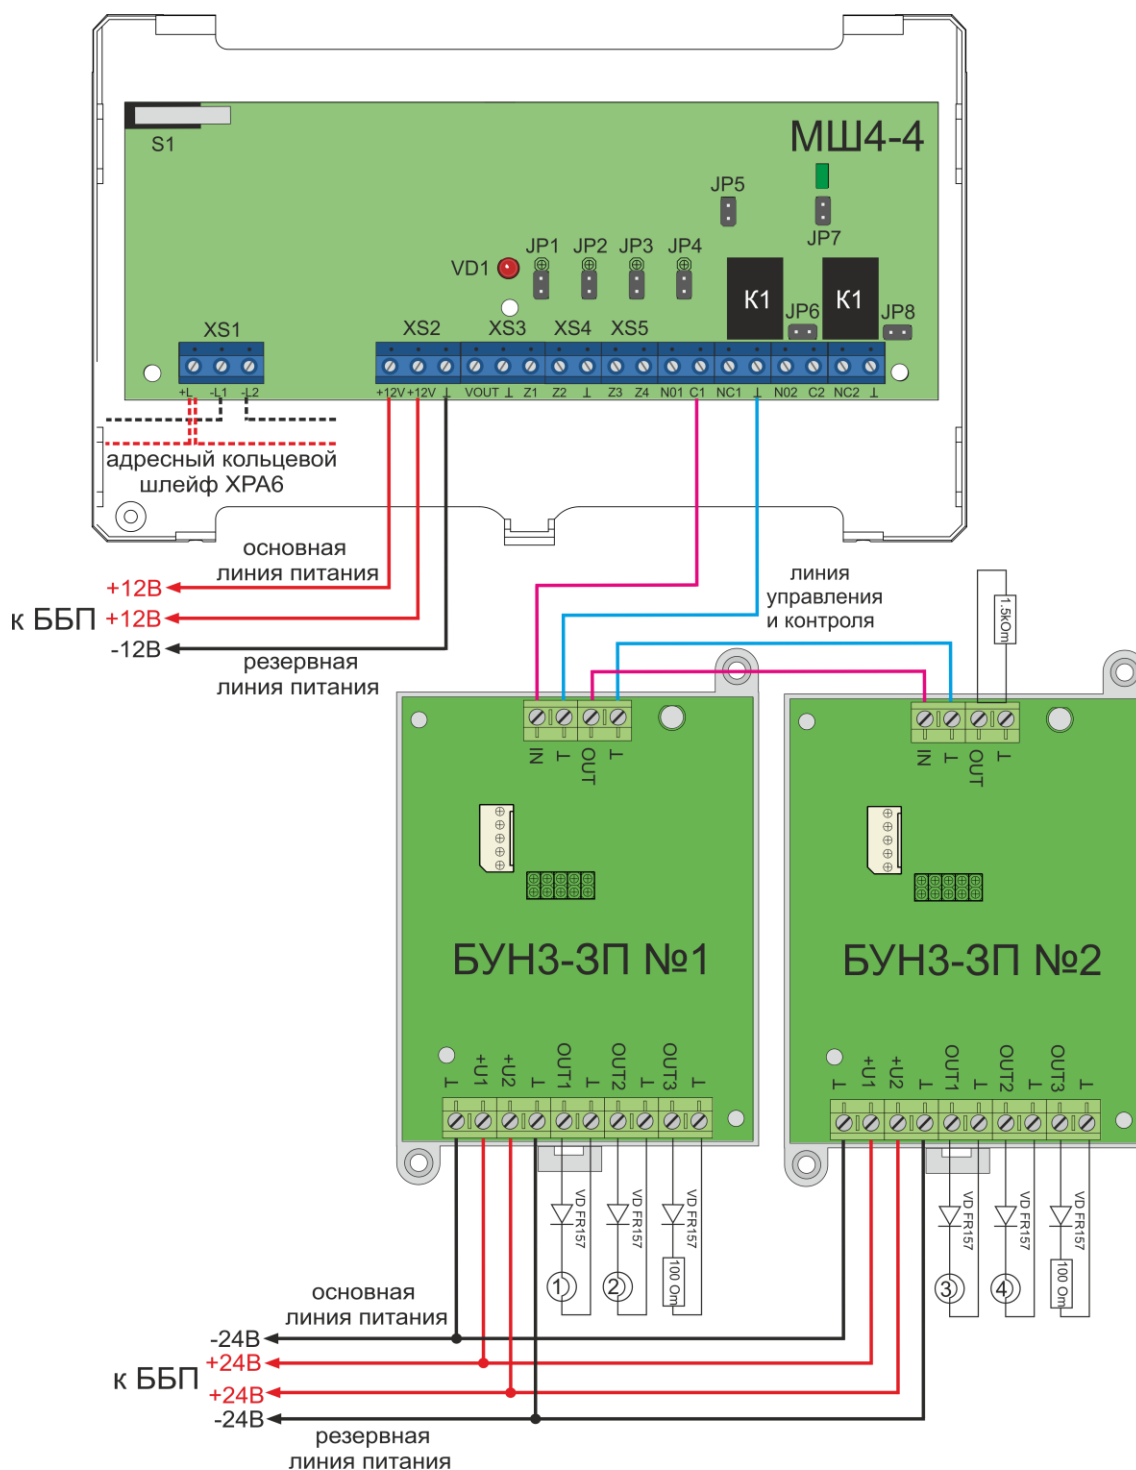 S1
МШ4-4
JP5
JP7
JP1 JP2 JP3 JP4
VD1
К1 К1
JP6 JP8
XS1 XS2 XS3 XS4 XS5
+L -L1 -L2 +12V +12V ⊥ VOUT ⊥ Z1 Z2 ⊥ Z3 Z4 N01 C1 NC1 ⊥ N02 C2 NC2 ⊥
адресный кольцевой
шлейф ХРА6
основная
линия питания
+12В
к ББП +12В
-12В
резервная
линия питания
линия
управления
и контроля
1.5kOm
IN ⊥ OUT ⊥
IN ⊥ OUT ⊥
БУН3-ЗП №1
БУН3-ЗП №2
⊥ +U1 +U2 ⊥ OUT1 ⊥ OUT2 ⊥ OUT3 ⊥
⊥ +U1 +U2 ⊥ OUT1 ⊥ OUT2 ⊥ OUT3 ⊥
VD FR157 VD FR157 VD FR157
VD FR157 VD FR157 VD FR157
1 2 100 Om
3 4 100 Om
основная
линия питания
-24В
+24В
к ББП
+24В
-24В
резервная
линия питания